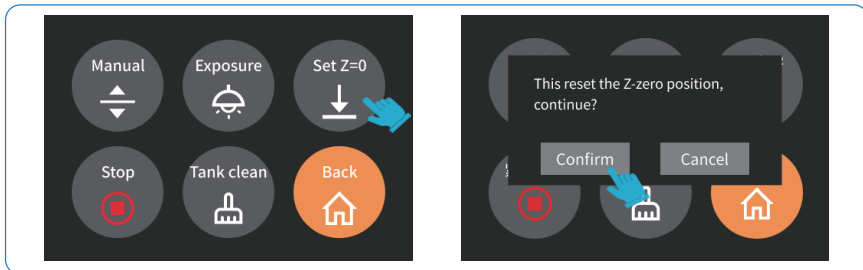 Manual
Exposure
Set Z=0
Stop
Tank clean
Back
This reset the Z-zero position,
continue?
Confirm
Cancel